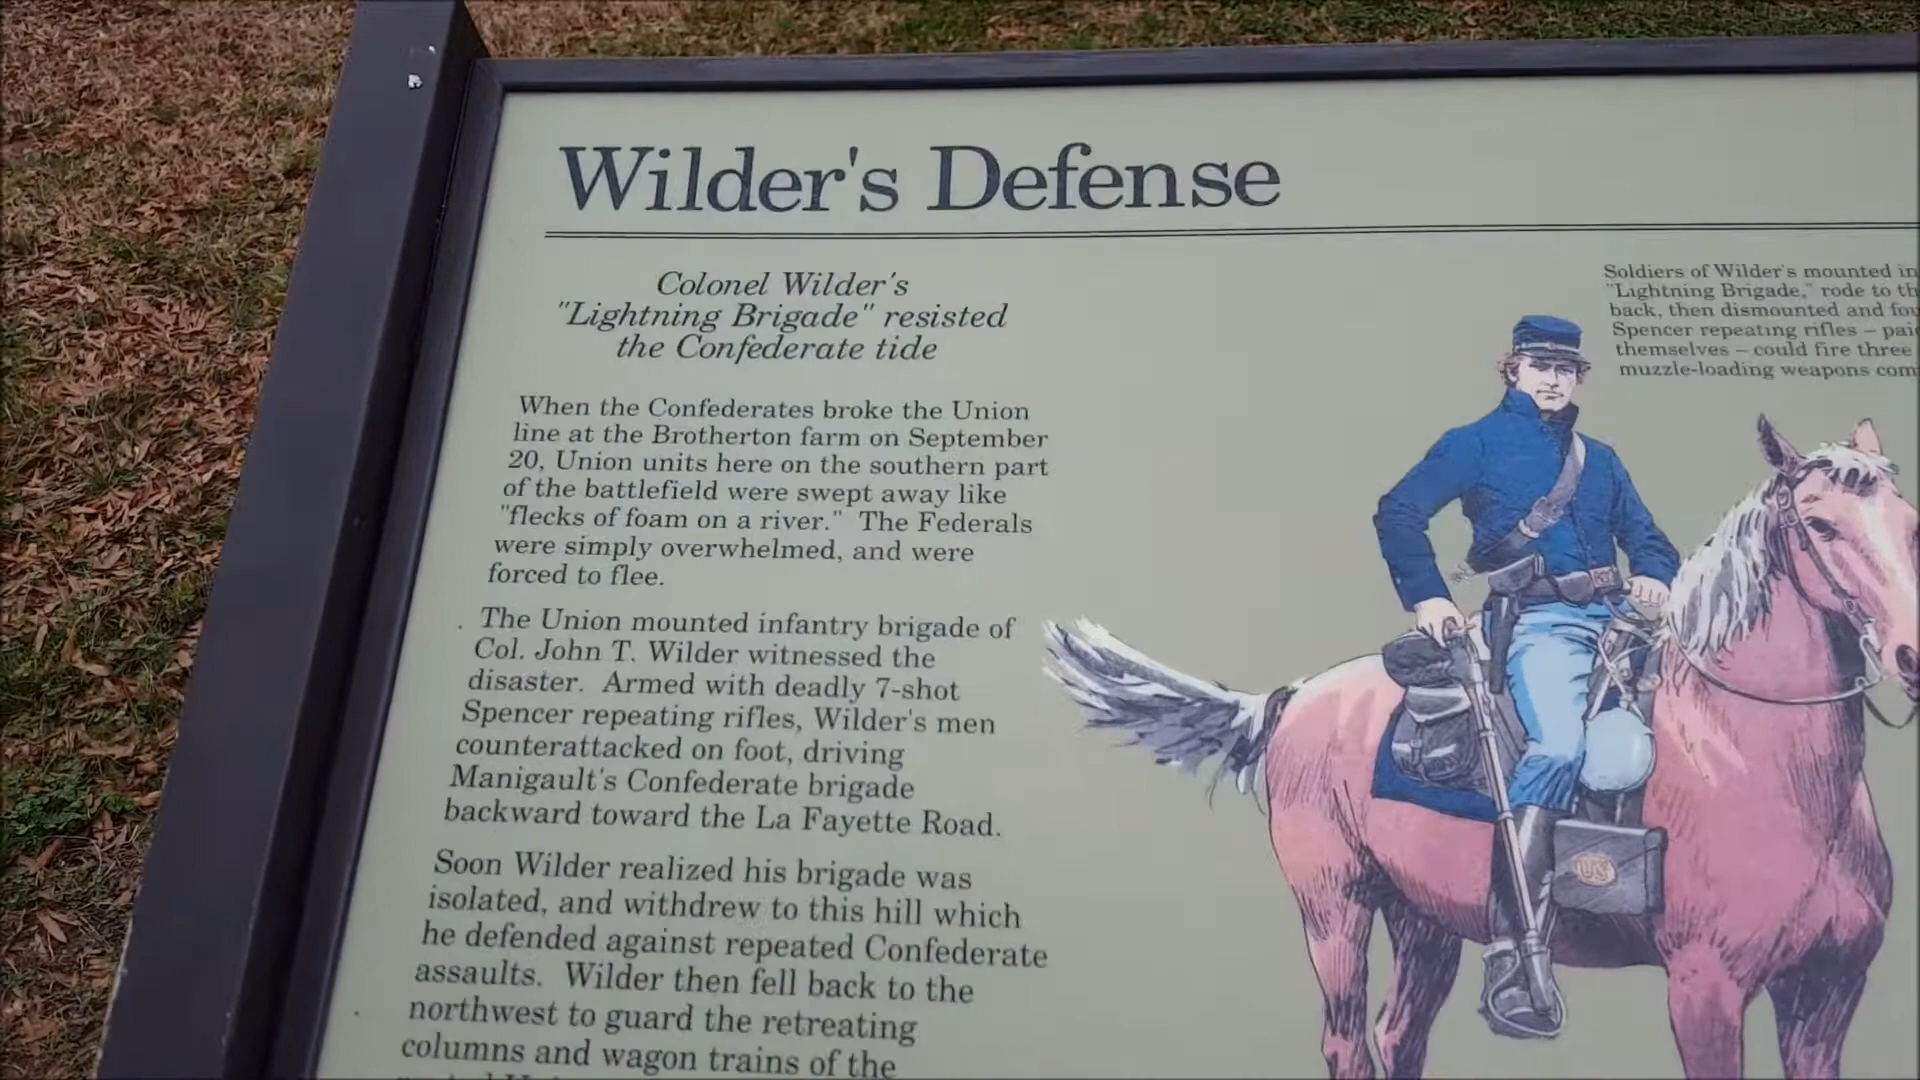 Wilder's Defense
Colonel Wilder's
"Lightning Brigade" resisted
the Confederate tide
When the Confederates broke the Union
line at the Brotherton farm on September
20, Union units here on the southern part
of the battlefield were swept away like
"flecks of foam on a river." The Federals
were simply overwhelmed, and were
forced to flee.
The Union mounted infantry brigade of
Col. John T. Wilder witnessed the
disaster. Armed with deadly 7-shot
Spencer repeating rifles, Wilder's men
counterattacked on foot, driving
Manigault's Confederate brigade
backward toward the La Fayette Road.
Soon Wilder realized his brigade was
isolated, and withdrew to this hill which
he defended against repeated Confederate
assaults. Wilder then fell back to the
northwest to guard the retreating
columns and wagon trains of the
Soldiers of Wilder's mounted
"Lightning Brigade," rode to
back, then dismounted and
Spencer repeating rifles –
themselves – could fire three
muzzle-loading weapons
US